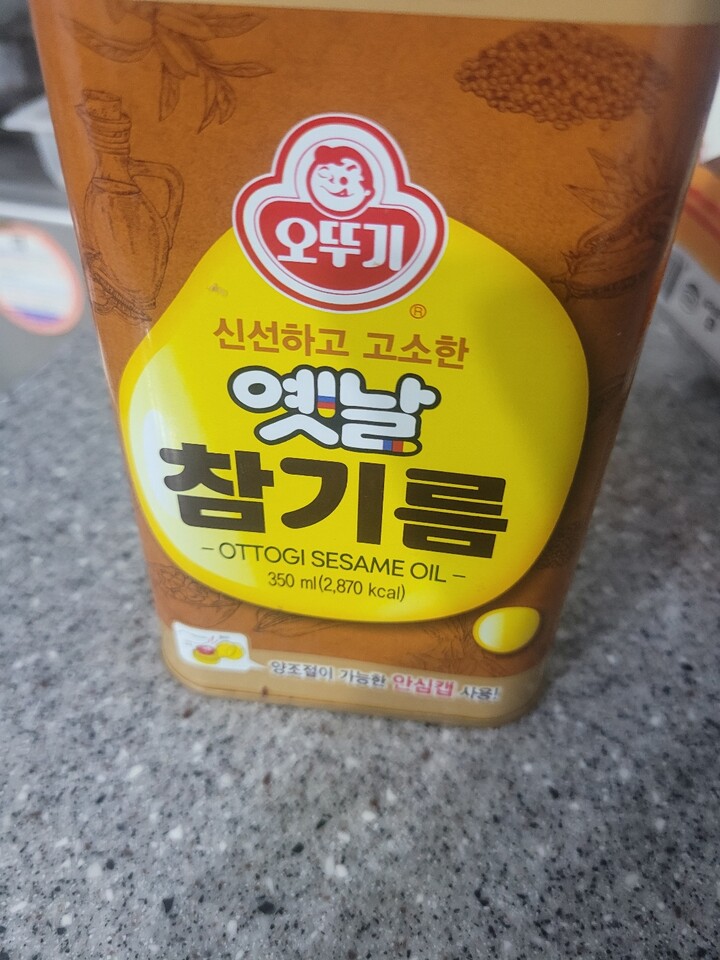 오뚜기
®
신선하고 고소한
옛날
참기름
– OTTOGI SESAME OIL –
350 ml(2,870 kcal)
양조절이 가능한 안심캡 사용!